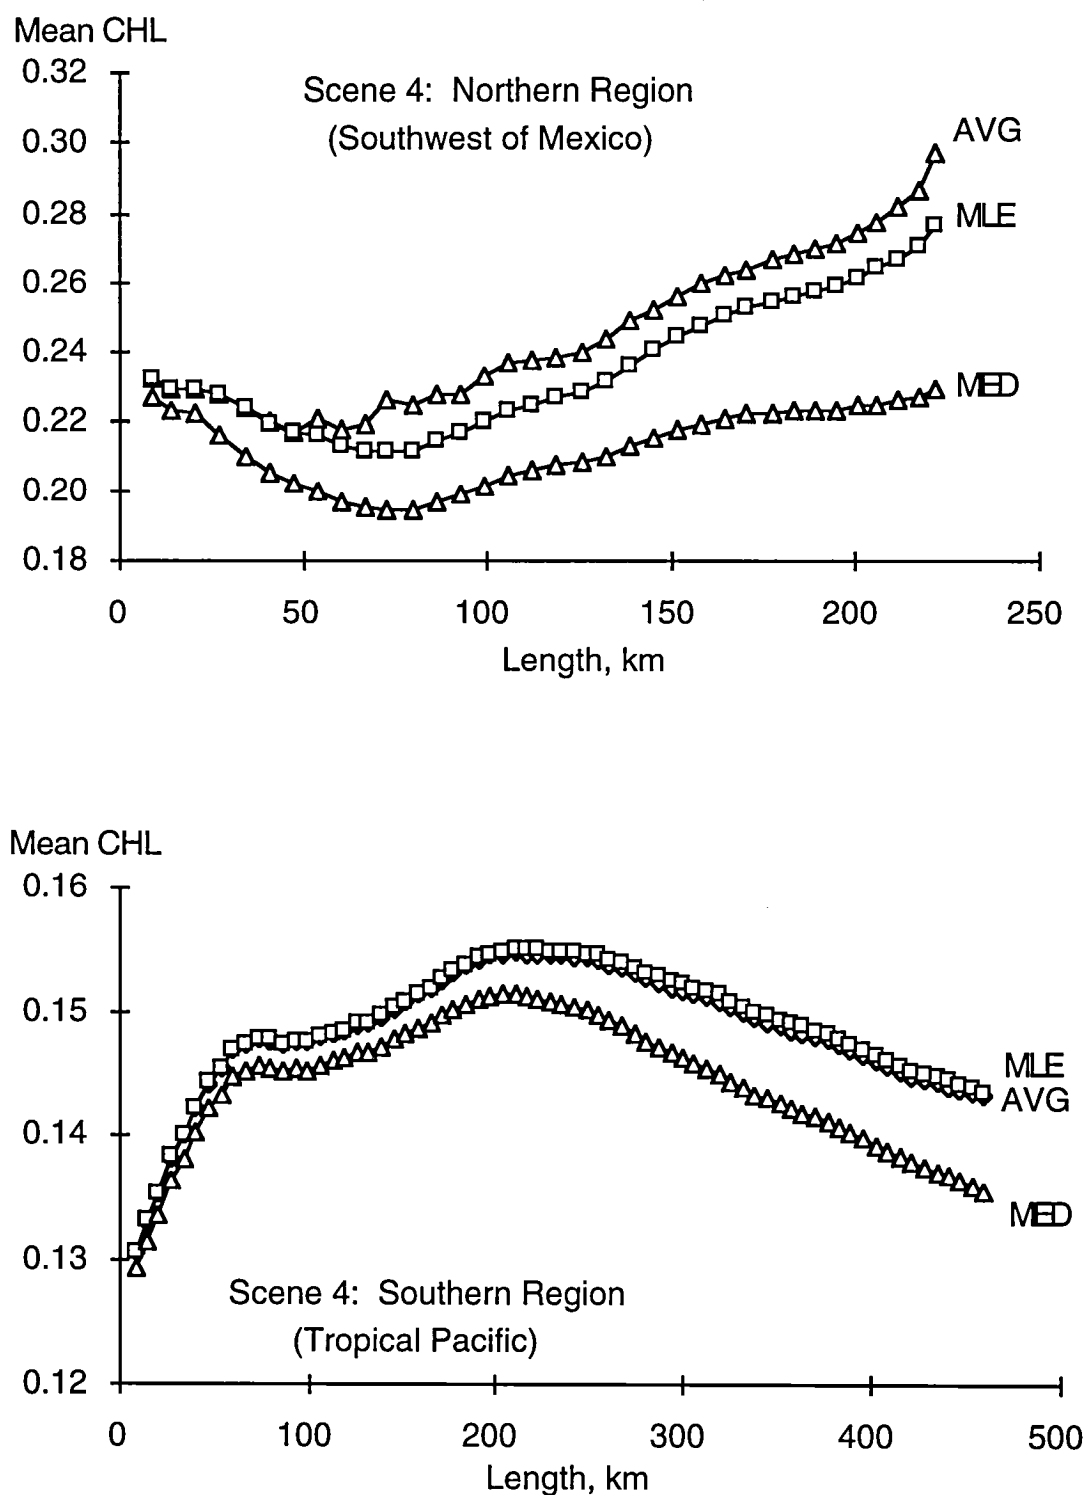 Mean CHL
0.32
Scene 4: Northern Region
(Southwest of Mexico)
0.30
AVG
0.28
MLE
0.26
0.24
MED
0.22
0.20
0.18
0 50 100 150 200 250
Length, km
Mean CHL
0.16
0.15
MLE
AVG
0.14
MED
0.13
Scene 4: Southern Region
(Tropical Pacific)
0.12
0 100 200 300 400 500
Length, km